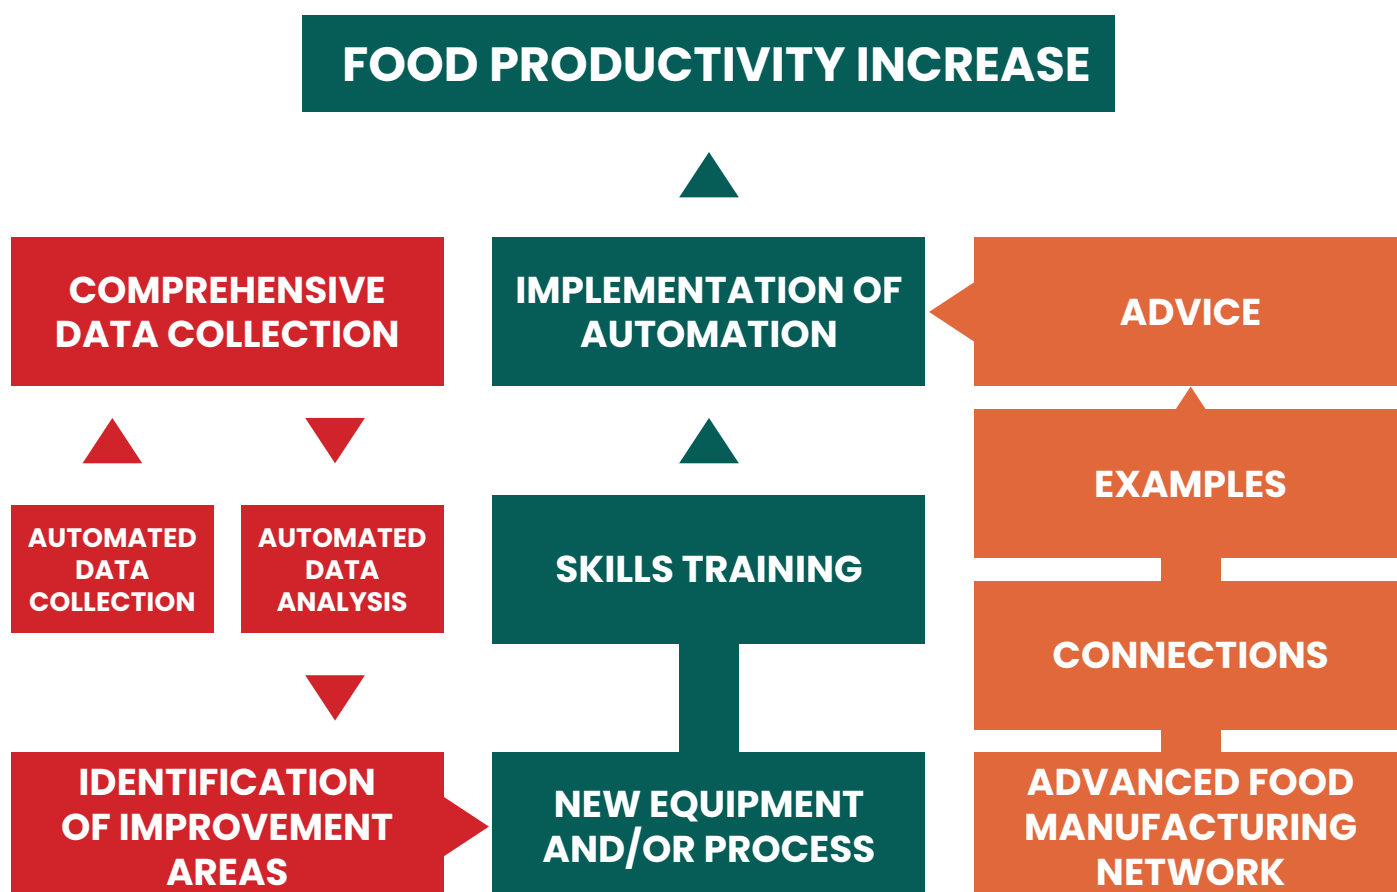 FOOD PRODUCTIVITY INCREASE
COMPREHENSIVE
DATA COLLECTION
IMPLEMENTATION OF
AUTOMATION
ADVICE
EXAMPLES
AUTOMATED
DATA
COLLECTION
AUTOMATED
DATA
ANALYSIS
SKILLS TRAINING
CONNECTIONS
IDENTIFICATION
OF IMPROVEMENT
AREAS
NEW EQUIPMENT
AND/OR PROCESS
ADVANCED FOOD
MANUFACTURING
NETWORK